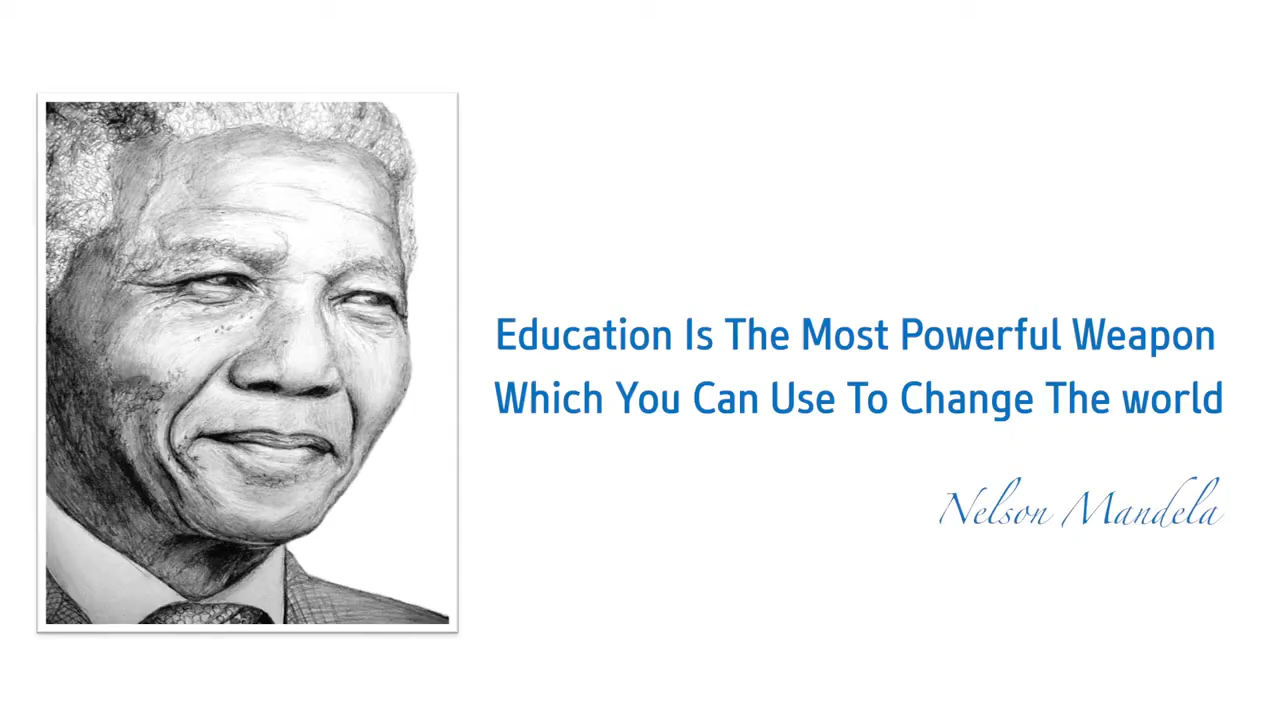 Education Is The Most Powerful Weapon
Which You Can Use To Change The world
Nelson Mandela